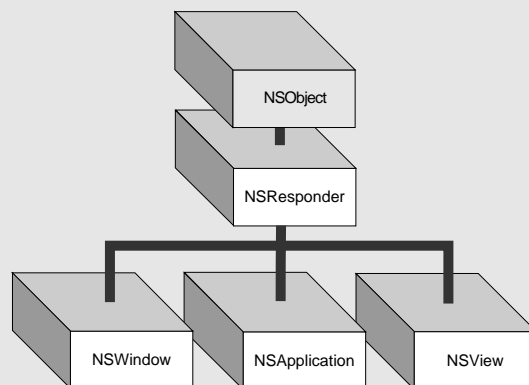 NSObject
NSResponder
NSWindow
NSApplication
NSView